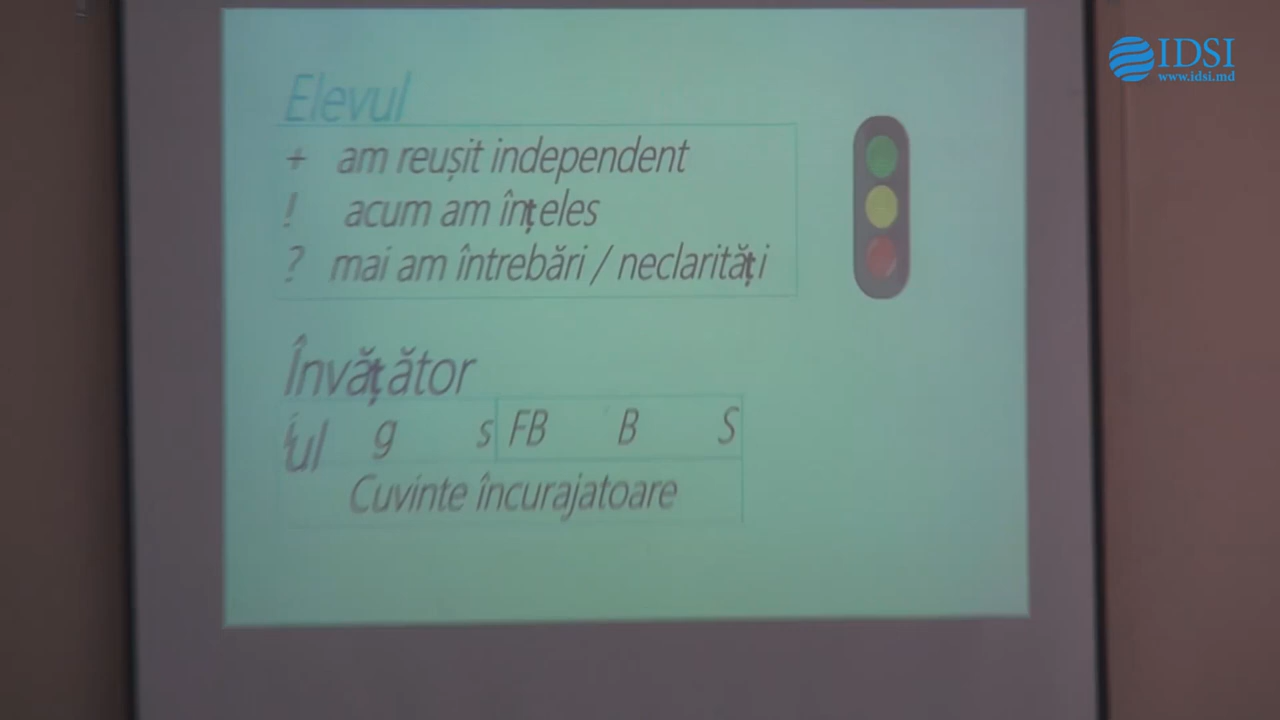 IDSI
www.idsi.md
Elevul
+ am reușit independent
! acum am înțeles
? mai am întrebări / neclarități
Învățător
ul g s FB B S
Cuvinte încurajatoare